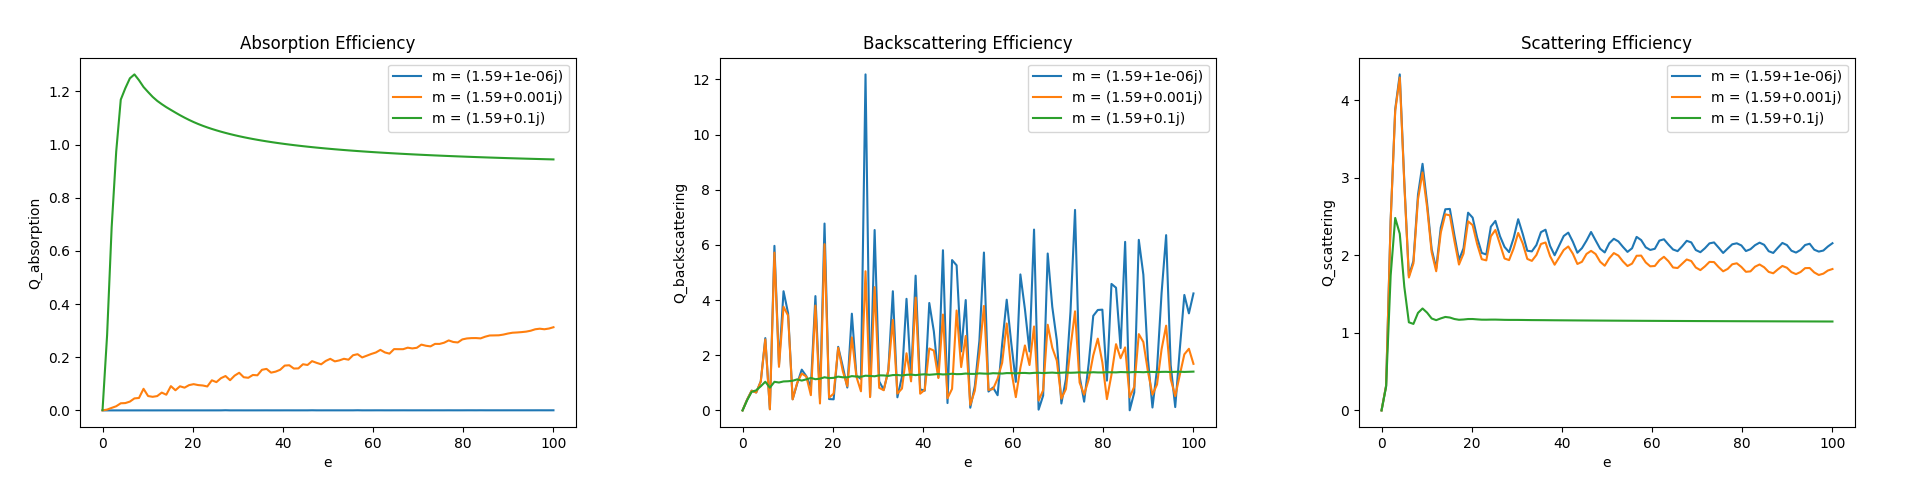 Absorption Efficiency
Q_absorption
1.2
1.0
0.8
0.6
0.4
0.2
0.0
m = (1.59+1e-06j)
m = (1.59+0.001j)
m = (1.59+0.1j)
0 20 40 60 80 100
e
Backscattering Efficiency
Q_backscattering
12
10
8
6
4
2
0
m = (1.59+1e-06j)
m = (1.59+0.001j)
m = (1.59+0.1j)
0 20 40 60 80 100
e
Scattering Efficiency
Q_scattering
4
3
2
1
0
m = (1.59+1e-06j)
m = (1.59+0.001j)
m = (1.59+0.1j)
0 20 40 60 80 100
e